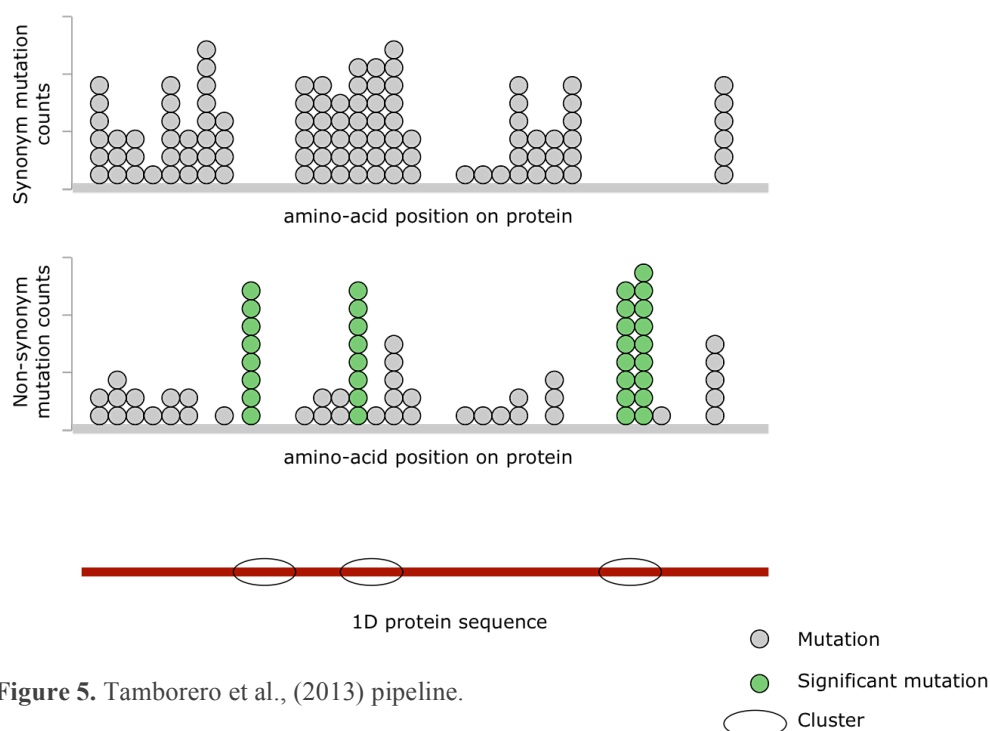 Synonym mutation
counts
amino-acid position on protein
Non-synonym
mutation counts
amino-acid position on protein
1D protein sequence
Mutation
Significant mutation
Cluster
Figure 5. Tamborero et al., (2013) pipeline.